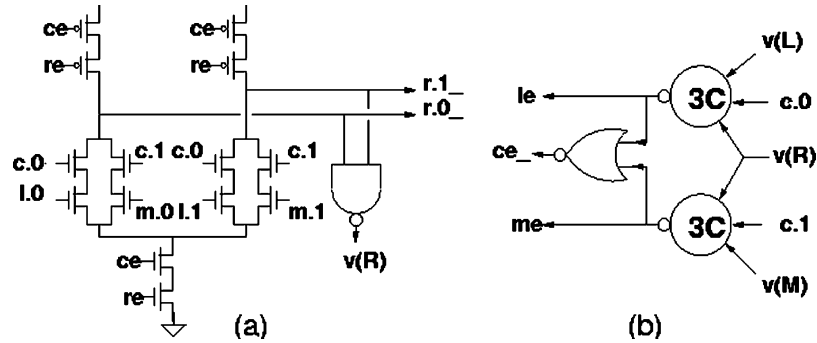 ce ce
re re
r.1_
r.0_
c.0 c.1 c.0 c.1
l.0 m.0 l.1 m.1
v(R)
ce
re
(a)
v(L)
le 3C c.0
ce_ v(R)
me 3C c.1
v(M)
(b)